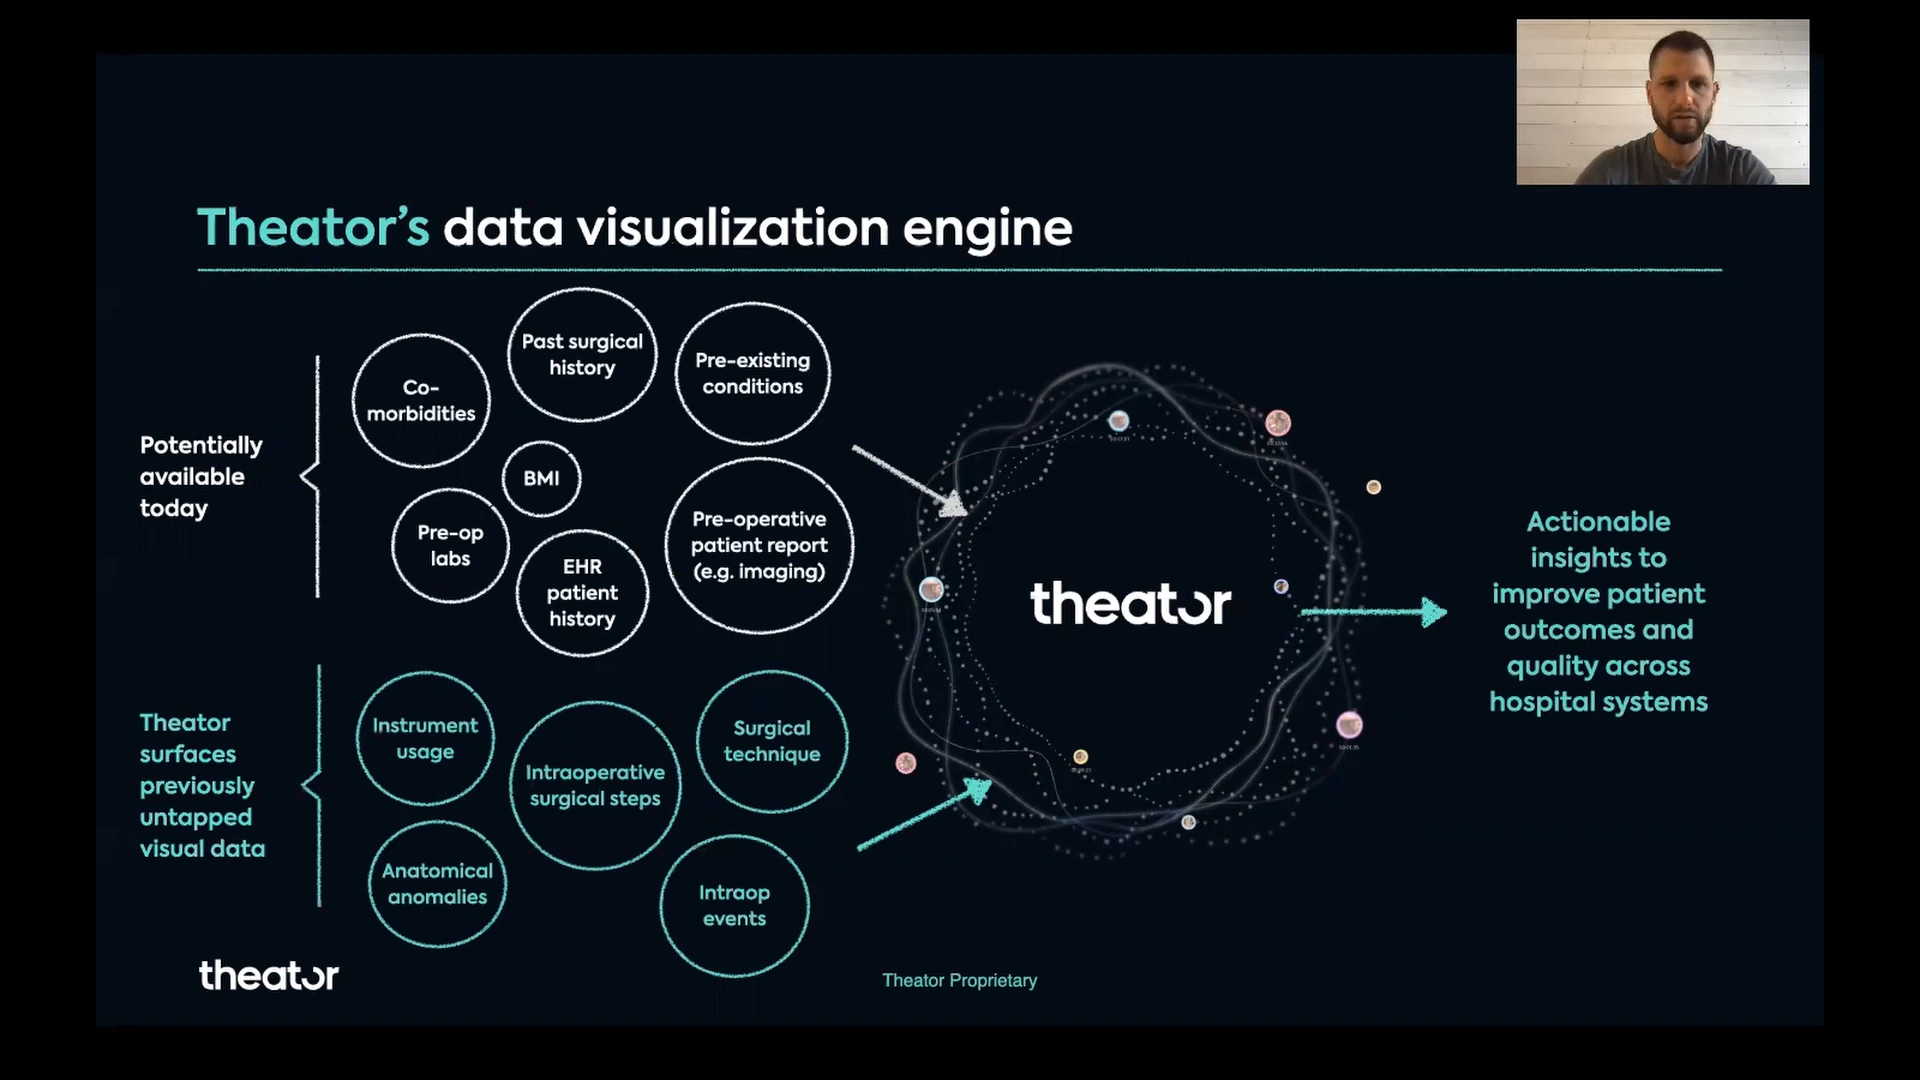 Theator's data visualization engine
Potentially
available
today
Co-
morbidities
Past surgical
history
Pre-existing
conditions
BMI
Pre-op
labs
EHR
patient
history
Pre-operative
patient report
(e.g. imaging)
Theator
surfaces
previously
untapped
visual data
Instrument
usage
Intraoperative
surgical steps
Surgical
technique
Anatomical
anomalies
Intraop
events
theator
Actionable
insights to
improve patient
outcomes and
quality across
hospital systems
theator
Theator Proprietary